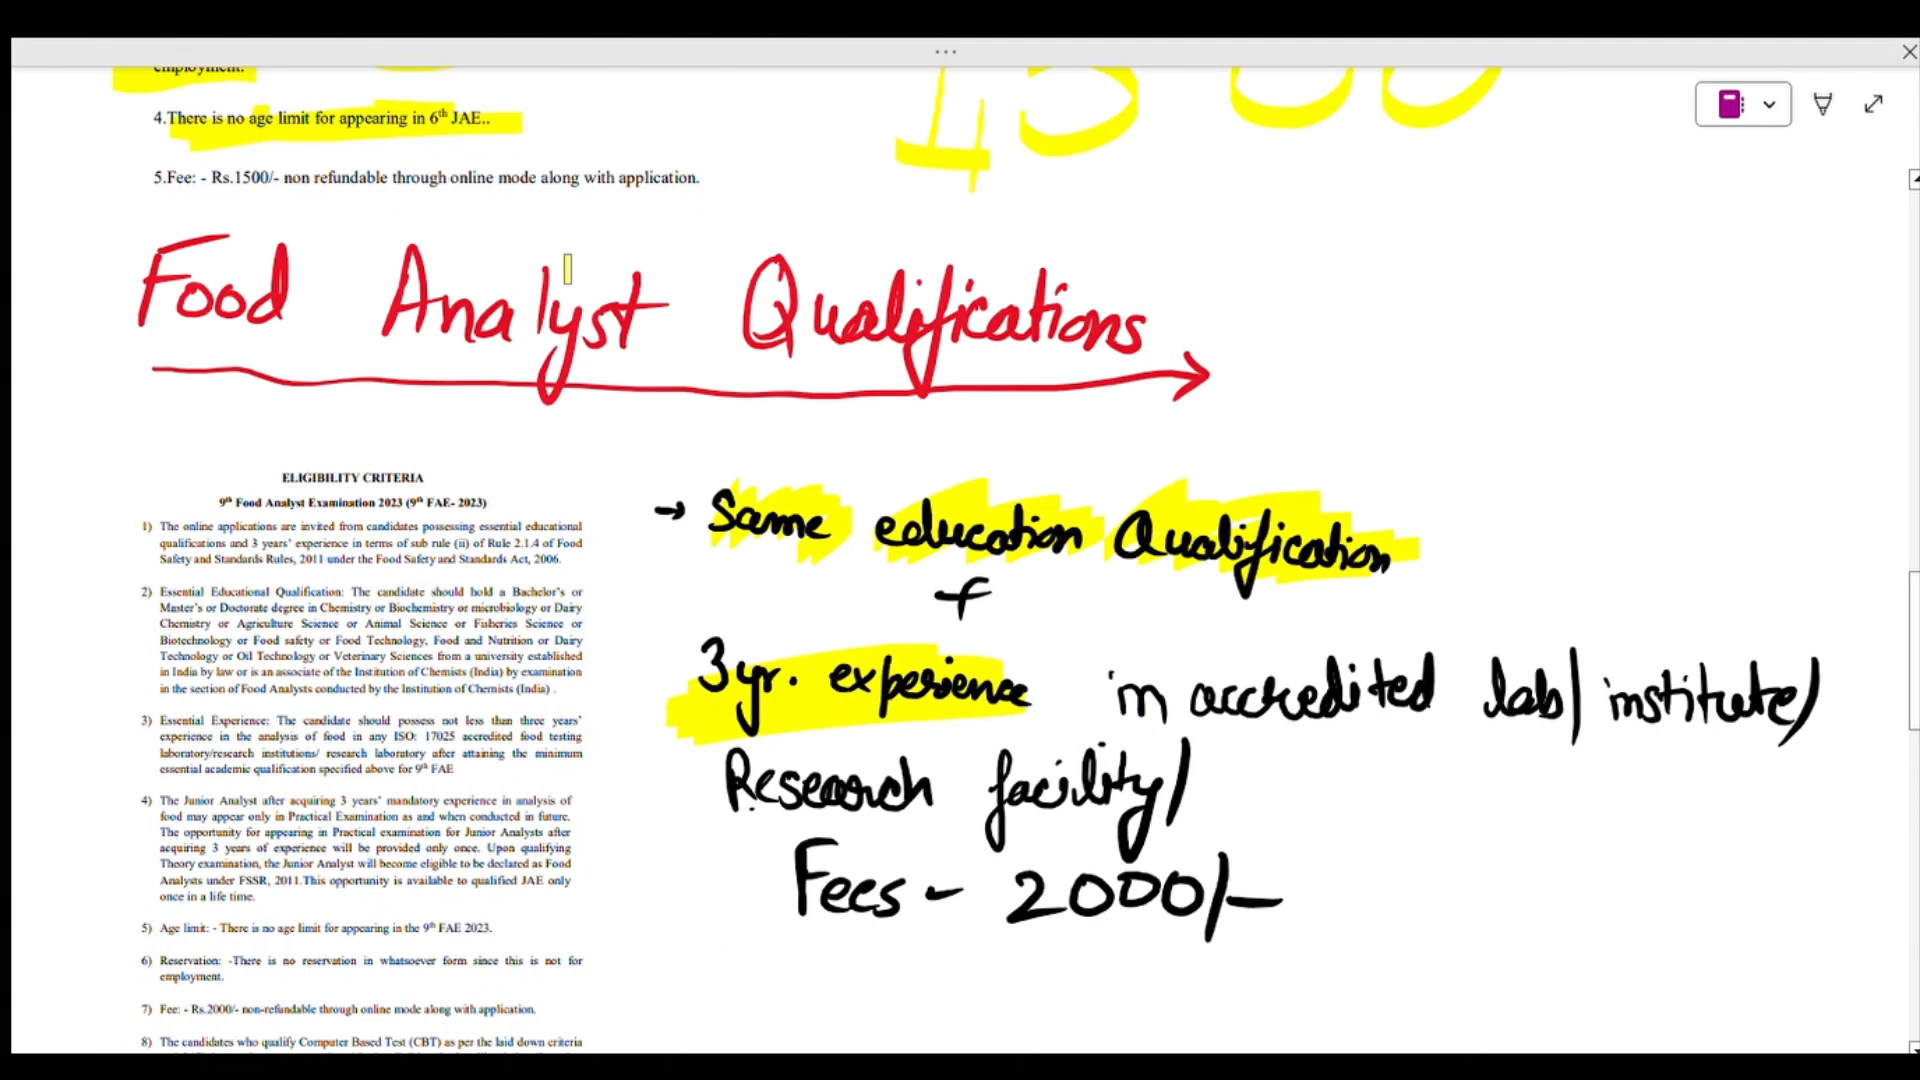 employment.
4.There is no age limit for appearing in 6th JAE..
1500
5.Fee: - Rs.1500/- non refundable through online mode along with application.
Food Analyst Qualifications
ELIGIBILITY CRITERIA
9th Food Analyst Examination 2023 (9th FAE- 2023)
1) The online applications are invited from candidates possessing essential educational
qualifications and 3 years' experience in terms of sub rule (ii) of Rule 2.1.4 of Food
Safety and Standards Rules, 2011 under the Food Safety and Standards Act, 2006.
2) Essential Educational Qualification: The candidate should hold a Bachelor's or
Master's or Doctorate degree in Chemistry or Biochemistry or microbiology or Dairy
Chemistry or Agriculture Science or Animal Science or Fisheries Science or
Biotechnology or Food safety or Food Technology, Food and Nutrition or Dairy
Technology or Oil Technology or Veterinary Sciences from a university established
in India by law or is an associate of the Institution of Chemists (India) by examination
in the section of Food Analysts conducted by the Institution of Chemists (India) .
3) Essential Experience: The candidate should possess not less than three years'
experience in the analysis of food in any ISO: 17025 accredited food testing
laboratory/research institutions/ research laboratory after attaining the minimum
essential academic qualification specified above for 9th FAE
4) The Junior Analyst after acquiring 3 years' mandatory experience in analysis of
food may appear only in Practical Examination as and when conducted in future.
The opportunity for appearing in Practical examination for Junior Analysts after
acquiring 3 years of experience will be provided only once. Upon qualifying
Theory examination, the Junior Analyst will become eligible to be declared as Food
Analysts under FSSR, 2011.This opportunity is available to qualified JAE only
once in a life time.
5) Age limit: - There is no age limit for appearing in the 9th FAE 2023.
6) Reservation: -There is no reservation in whatsoever form since this is not for
employment.
7) Fee: - Rs.2000/- non-refundable through online mode along with application.
8) The candidates who qualify Computer Based Test (CBT) as per the laid down criteria
→ Same education Qualification
+
3yr. experience in accredited lab/ institute/
Research facility/
Fees - 2000/-